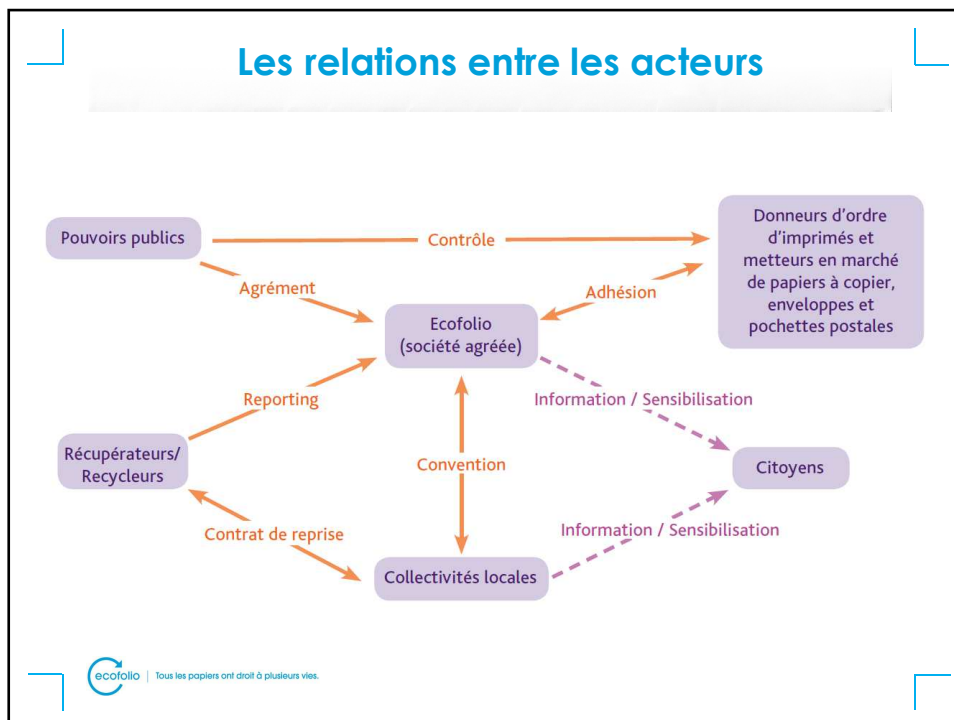 Les relations entre les acteurs
Pouvoirs publics
Contrôle
Donneurs d'ordre
d'imprimés et
metteurs en marché
de papiers à copier,
enveloppes et
pochettes postales
Agrément
Adhésion
Ecofolio
(société agréée)
Reporting
Information / Sensibilisation
Récupérateurs/
Recycleurs
Convention
Citoyens
Contrat de reprise
Information / Sensibilisation
Collectivités locales
ecofolio
Tous les papiers ont droit à plusieurs vies.